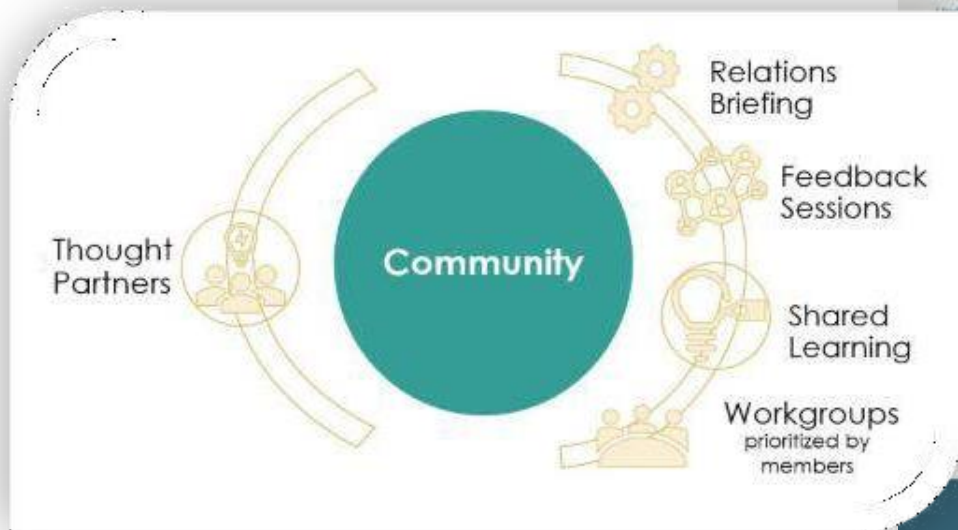 Relations
Briefing
Feedback
Sessions
Thought
Partners
Community
Shared
Learning
Workgroups
prioritized by
members